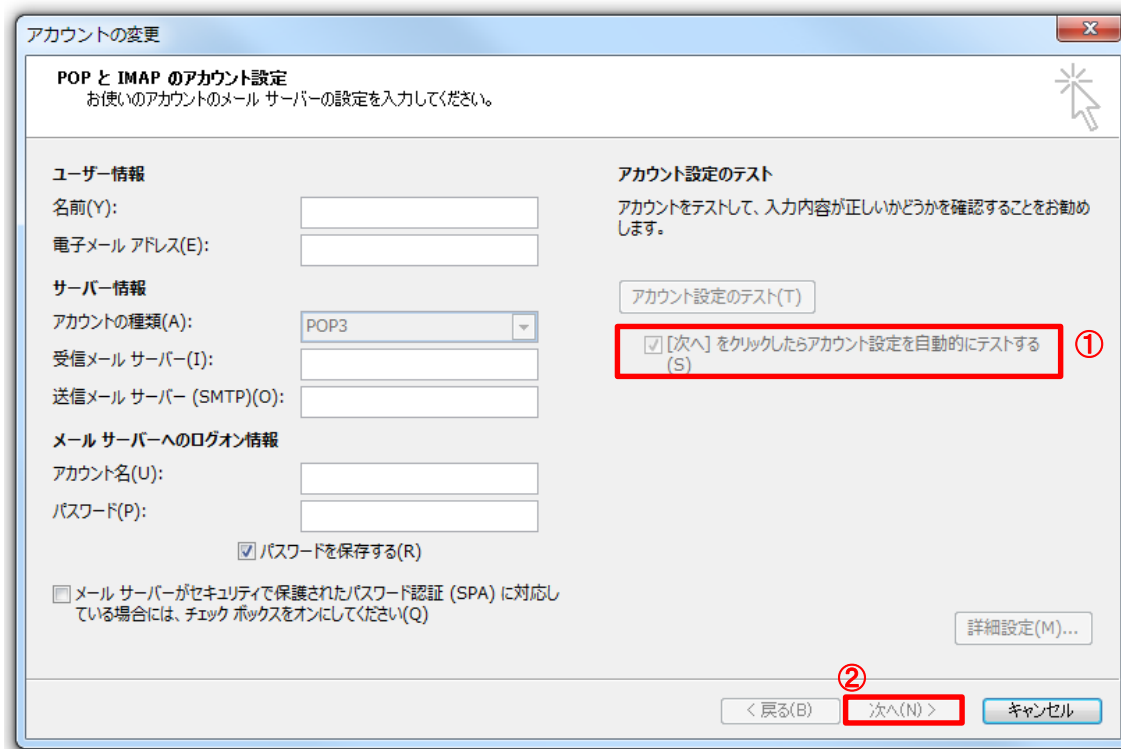 アカウントの変更
POP と IMAP のアカウント設定
お使いのアカウントのメール サーバーの設定を入力してください。
ユーザー情報
名前(Y):
電子メール アドレス(E):
サーバー情報
アカウントの種類(A):
POP3
受信メール サーバー(I):
送信メール サーバー (SMTP)(O):
メール サーバーへのログオン情報
アカウント名(U):
パスワード(P):
パスワードを保存する(R)
メール サーバーがセキュリティで保護されたパスワード認証 (SPA) に対応し
ている場合には、チェック ボックスをオンにしてください(Q)
アカウント設定のテスト
アカウントをテストして、入力内容が正しいかどうかを確認することをお勧め
します。
アカウント設定のテスト(T)
[次へ] をクリックしたらアカウント設定を自動的にテストする
(S)
①
詳細設定(M)...
②
< 戻る(B)
次へ(N) >
キャンセル